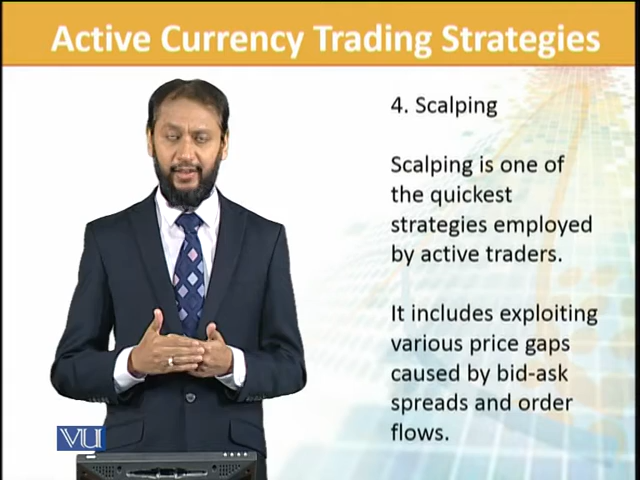 Active Currency Trading Strategies
4. Scalping
Scalping is one of
the quickest
strategies employed
by active traders.
It includes exploiting
various price gaps
caused by bid-ask
spreads and order
flows.
VU